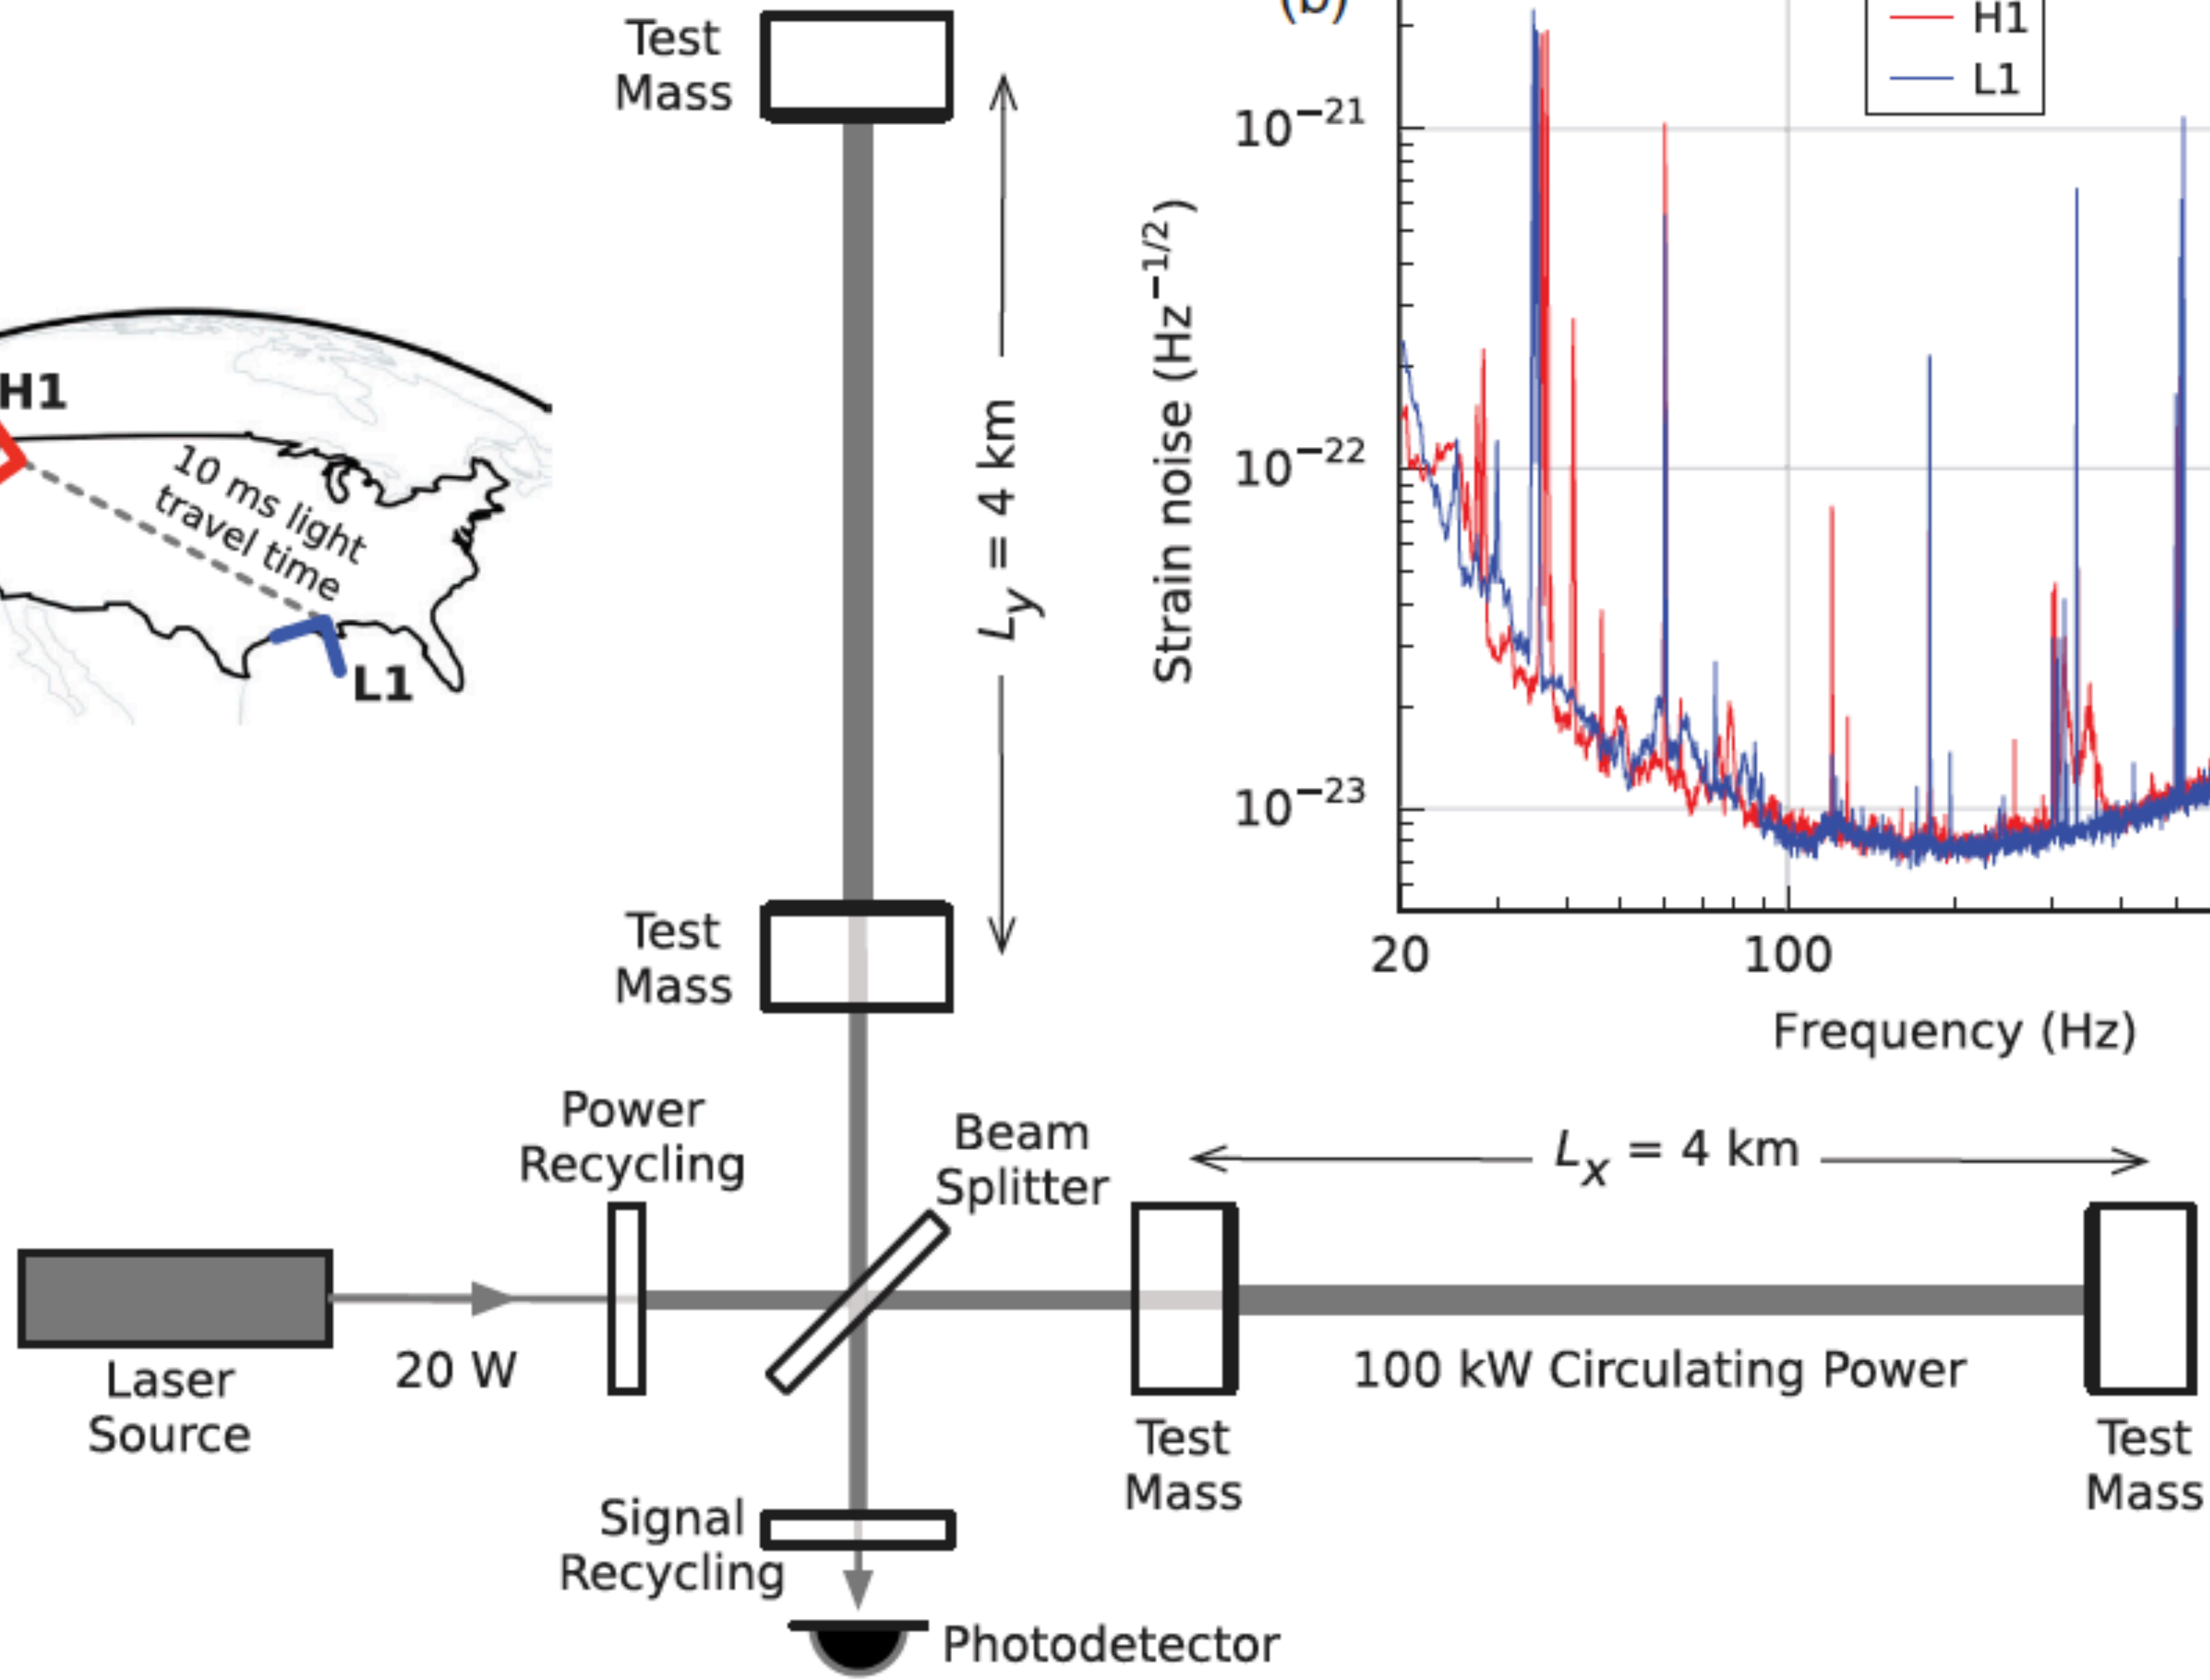 Test
Mass
(b)
H1
L1
10⁻²¹
10⁻²²
10⁻²³
Strain noise (Hz⁻¹/²)
20
100
Frequency (Hz)
H1
10 ms light
travel time
L1
L_y = 4 km
Test
Mass
Power
Recycling
Beam
Splitter
L_x = 4 km
Laser
Source
20 W
100 kW Circulating Power
Test
Mass
Test
Mass
Signal
Recycling
Photodetector